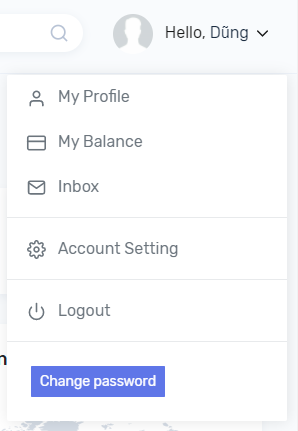 Hello, Dũng
My Profile
My Balance
Inbox
Account Setting
Logout
n
Change password